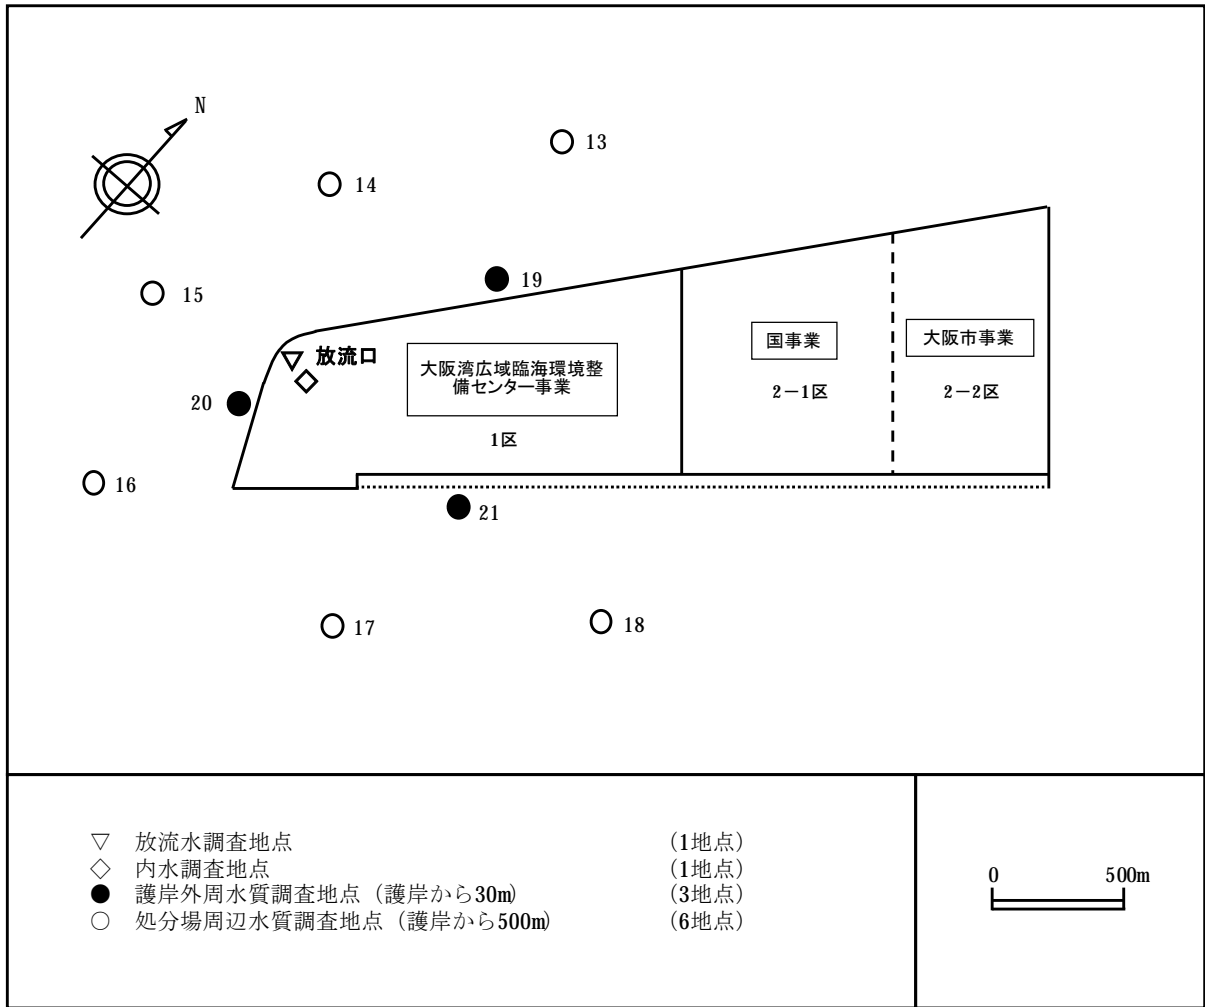 N
13
14
15
19
放流口
大阪湾広域臨海環境整
備センター事業
国事業
大阪市事業
20
2－1区
2－2区
1区
16
21
17
18
▽ 放流水調査地点 (1地点)
◇ 内水調査地点 (1地点)
● 護岸外周水質調査地点 (護岸から30m) (3地点)
○ 処分場周辺水質調査地点 (護岸から500m) (6地点)
0 500m